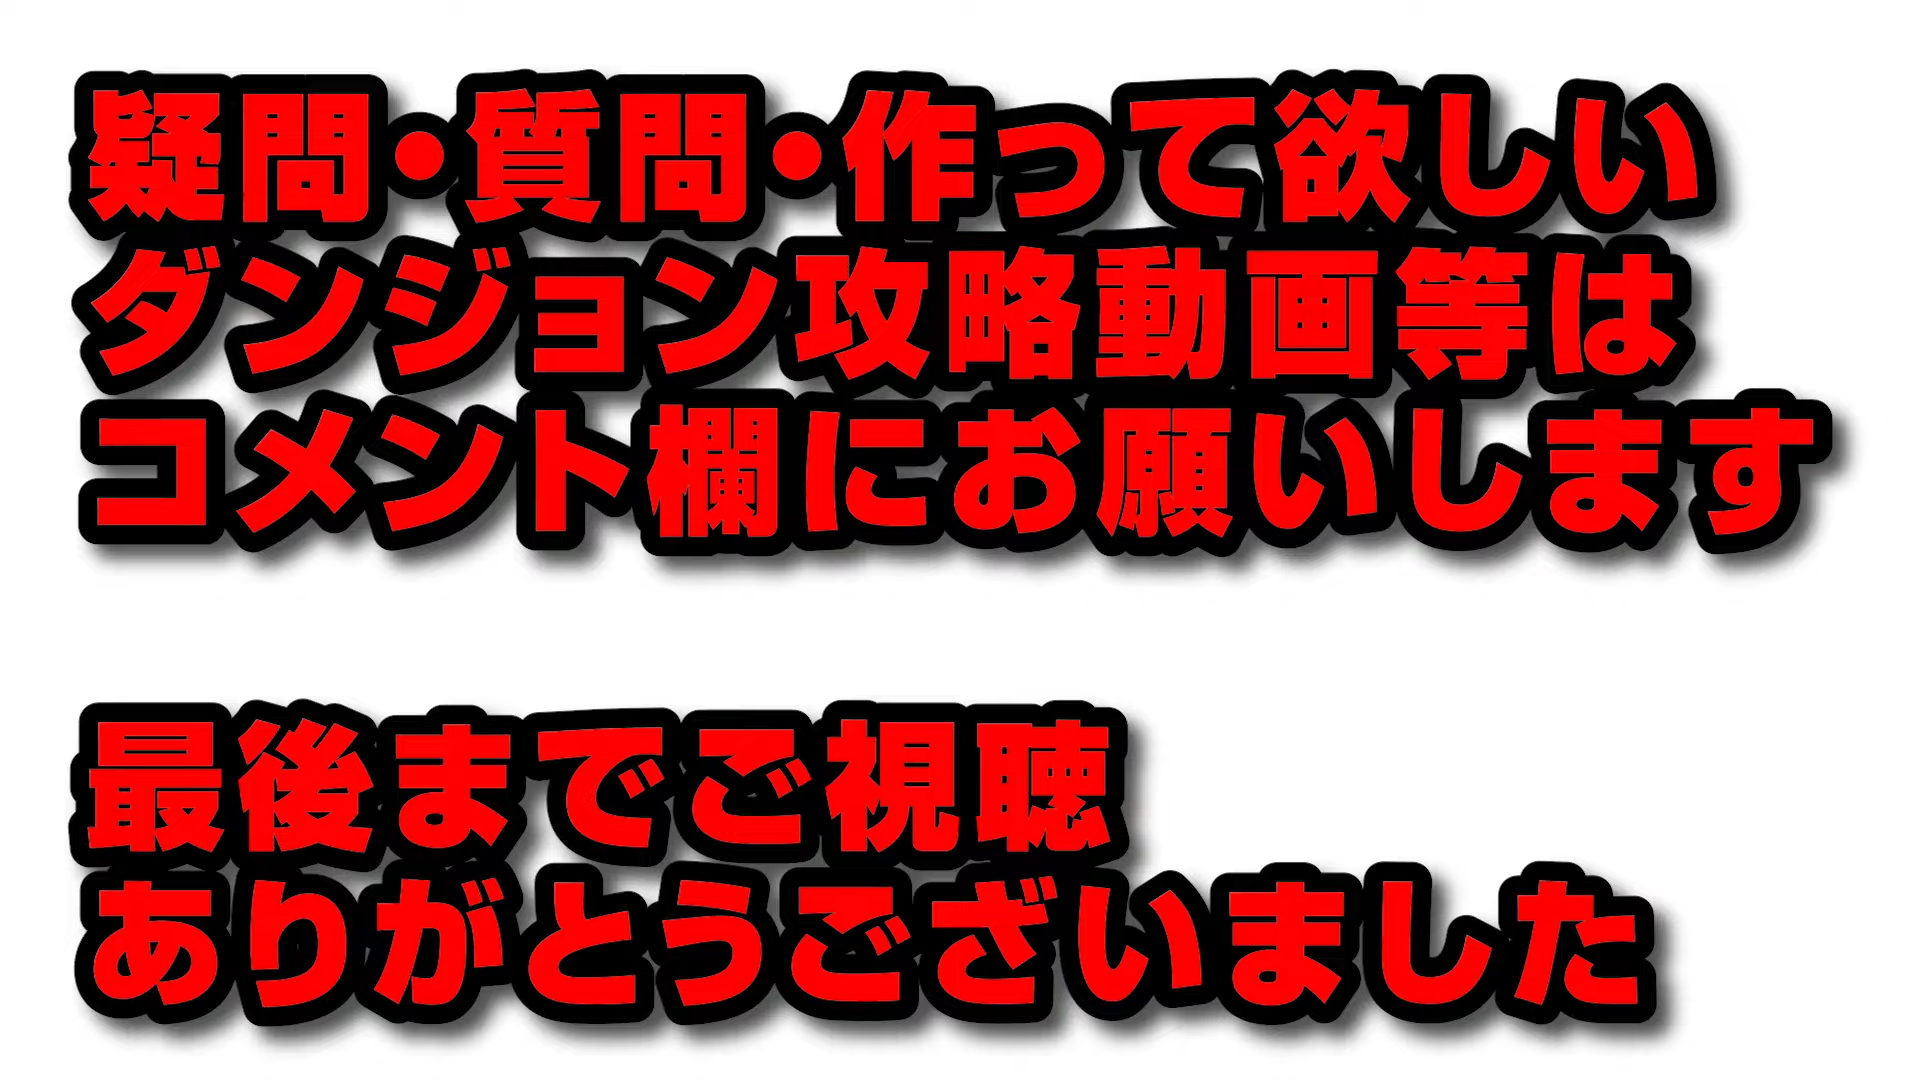 疑問・質問・作って欲しい
ダンジョン攻略動画等は
コメント欄にお願いします
最後までご視聴
ありがとうございました